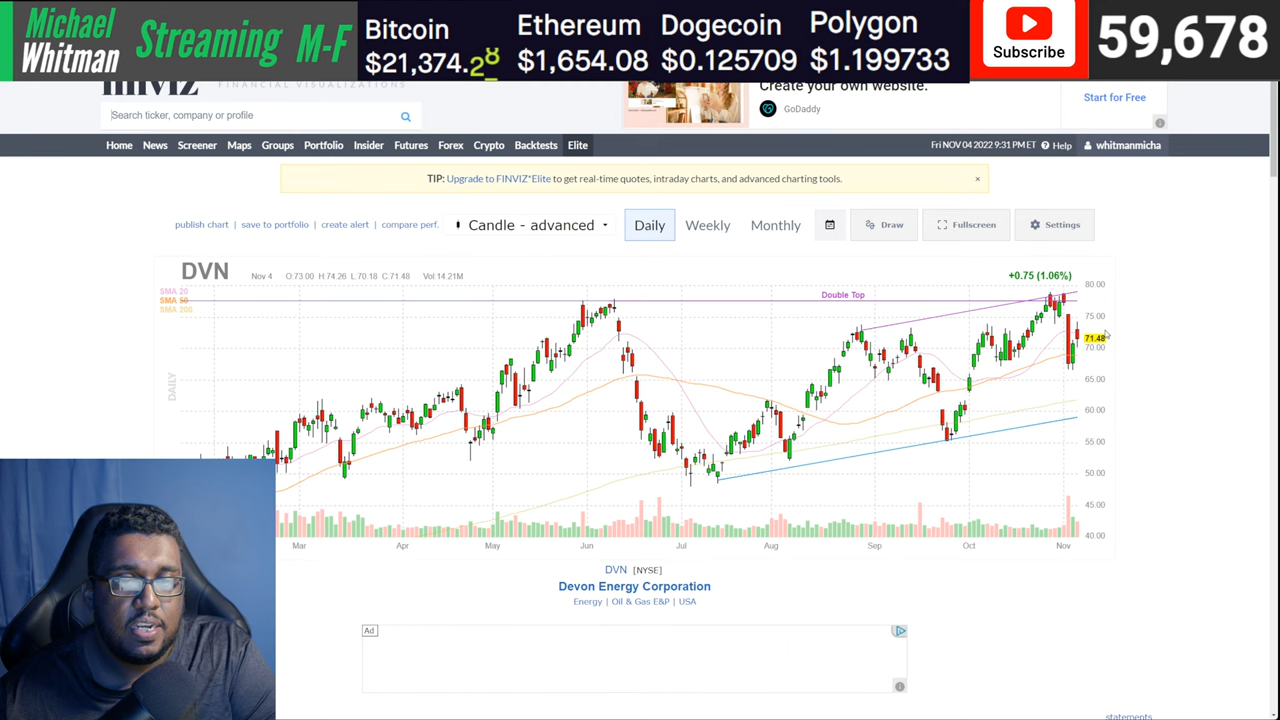 Michael
Whitman
Streaming M-F
Bitcoin
$21,374.28
Ethereum
$1,654.08
Dogecoin
$0.125709
Polygon
$1.199733
Subscribe
59,678
finviz
FINANCIAL VISUALIZATIONS
Create your own website.
GoDaddy
Start for Free
Search ticker, company or profile
Home News Screener Maps Groups Portfolio Insider Futures Forex Crypto Backtests Elite
Fri NOV 04 2022 9:31 PM ET Help whitmanmicha
TIP: Upgrade to FINVIZ*Elite to get real-time quotes, intraday charts, and advanced charting tools. ×
publish chart | save to portfolio | create alert | compare perf.
Candle - advanced
Daily Weekly Monthly
Draw Fullscreen Settings
DVN Nov 4 O:73.00 H:74.26 L:70.18 C:71.48 Vol:14.21M
+0.75 (1.06%)
SMA 20
SMA 50
SMA 200
Double Top
80.00
75.00
71.48
70.00
65.00
60.00
55.00
50.00
45.00
40.00
DAILY
Mar Apr May Jun Jul Aug Sep Oct Nov
DVN [NYSE]
Devon Energy Corporation
Energy | Oil & Gas E&P | USA
Ad
statements